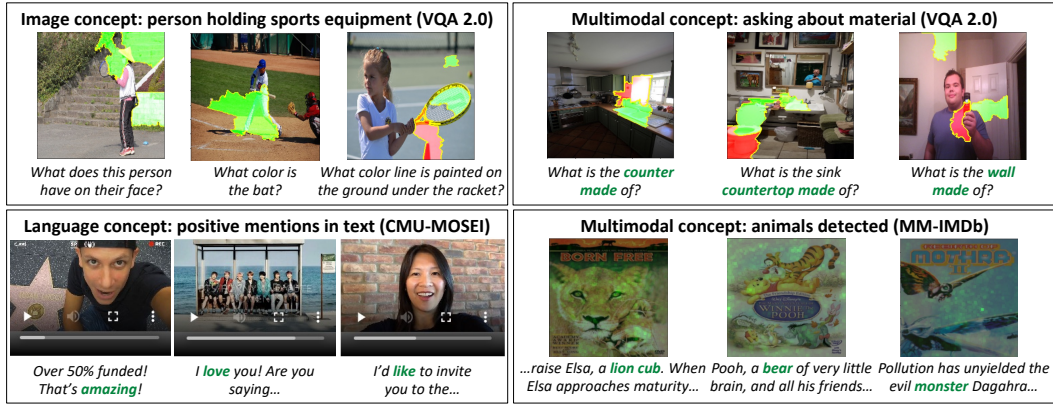 Image concept: person holding sports equipment (VQA 2.0)
What does this person
have on their face?
What color is
the bat?
What color line is painted on
the ground under the racket?
Multimodal concept: asking about material (VQA 2.0)
What is the counter
made of?
What is the sink
countertop made of?
What is the wall
made of?
Language concept: positive mentions in text (CMU-MOSEI)
REC
Over 50% funded!
That's amazing!
I love you! Are you
saying…
I'd like to invite
you to the…
Multimodal concept: animals detected (MM-IMDb)
BORN FREE
WINNIE
POOH
MOTHRA
II
…raise Elsa, a lion cub. When
Elsa approaches maturity…
Pooh, a bear of very little
brain, and all his friends…
Pollution has unyielded the
evil monster Dagahra…